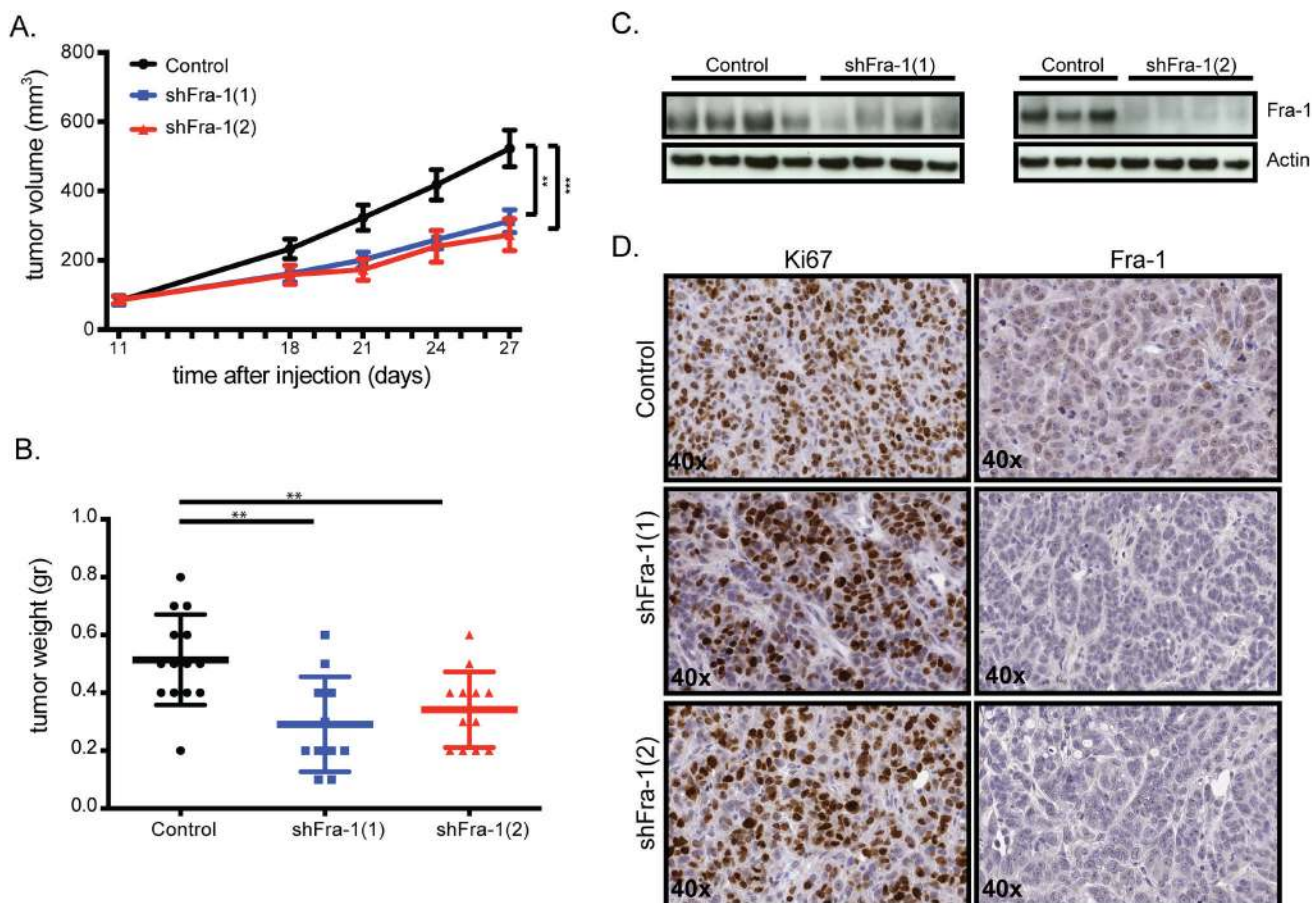 A.
800
600
400
200
0
tumor volume (mm³)
Control
shFra-1(1)
shFra-1(2)
**
***
11 18 21 24 27
time after injection (days)
B.
**
**
1.0
0.8
0.6
0.4
0.2
0.0
tumor weight (gr)
Control shFra-1(1) shFra-1(2)
C.
Control shFra-1(1) Control shFra-1(2)
Fra-1
Actin
D.
Ki67 Fra-1
Control
40x 40x
shFra-1(1)
40x 40x
shFra-1(2)
40x 40x